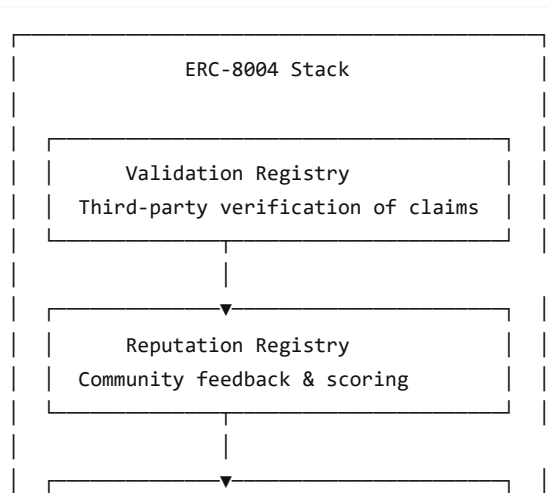 ERC-8004 Stack
Validation Registry
Third-party verification of claims
Reputation Registry
Community feedback & scoring